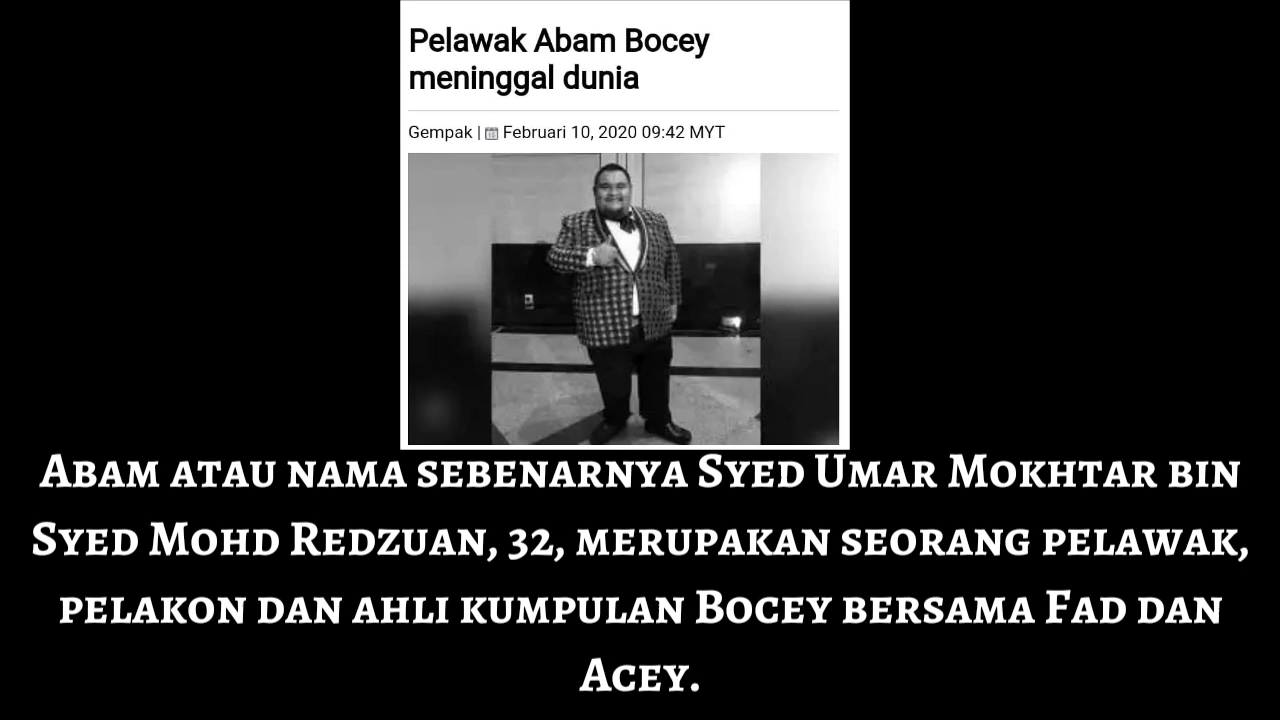 Pelawak Abam Bocey
meninggal dunia
Gempak | Februari 10, 2020 09:42 MYT
Abam atau nama sebenarnya Syed Umar Mokhtar bin
Syed Mohd Redzuan, 32, merupakan seorang pelawak,
pelakon dan ahli kumpulan Bocey bersama Fad dan
Acey.